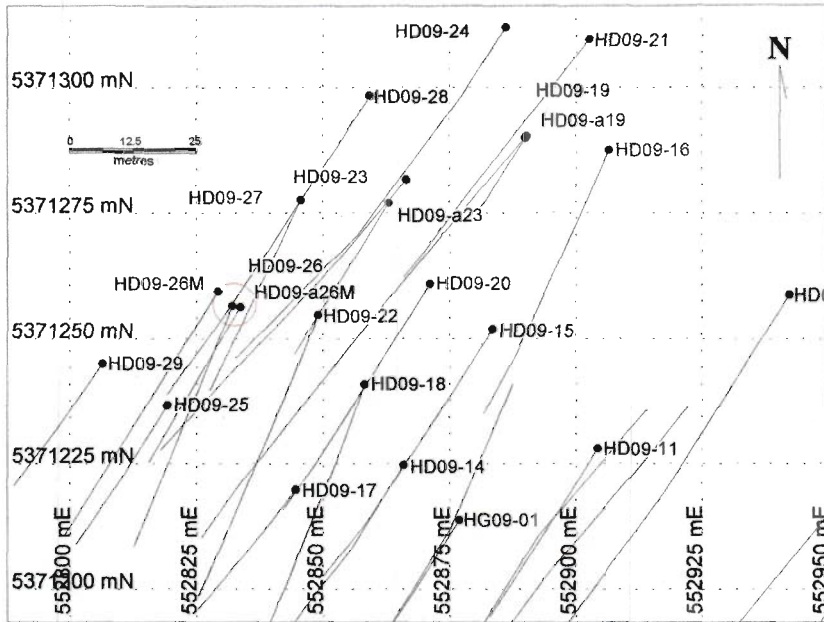 HD09-24
HD09-21
N
5371300 mN
HD09-28
HD09-19
HD09-a19
0 12.5 25
metres
HD09-16
HD09-23
HD09-27
5371275 mN
HD09-a23
HD09-26
HD09-26M
HD09-a26M
HD09-20
HD0
HD09-22
HD09-15
5371250 mN
HD09-29
HD09-18
HD09-25
HD09-11
5371225 mN
HD09-14
HD09-17
HG09-01
5371200 mN
552800 mE
552825 mE
552850 mE
552875 mE
552900 mE
552925 mE
552950 mE